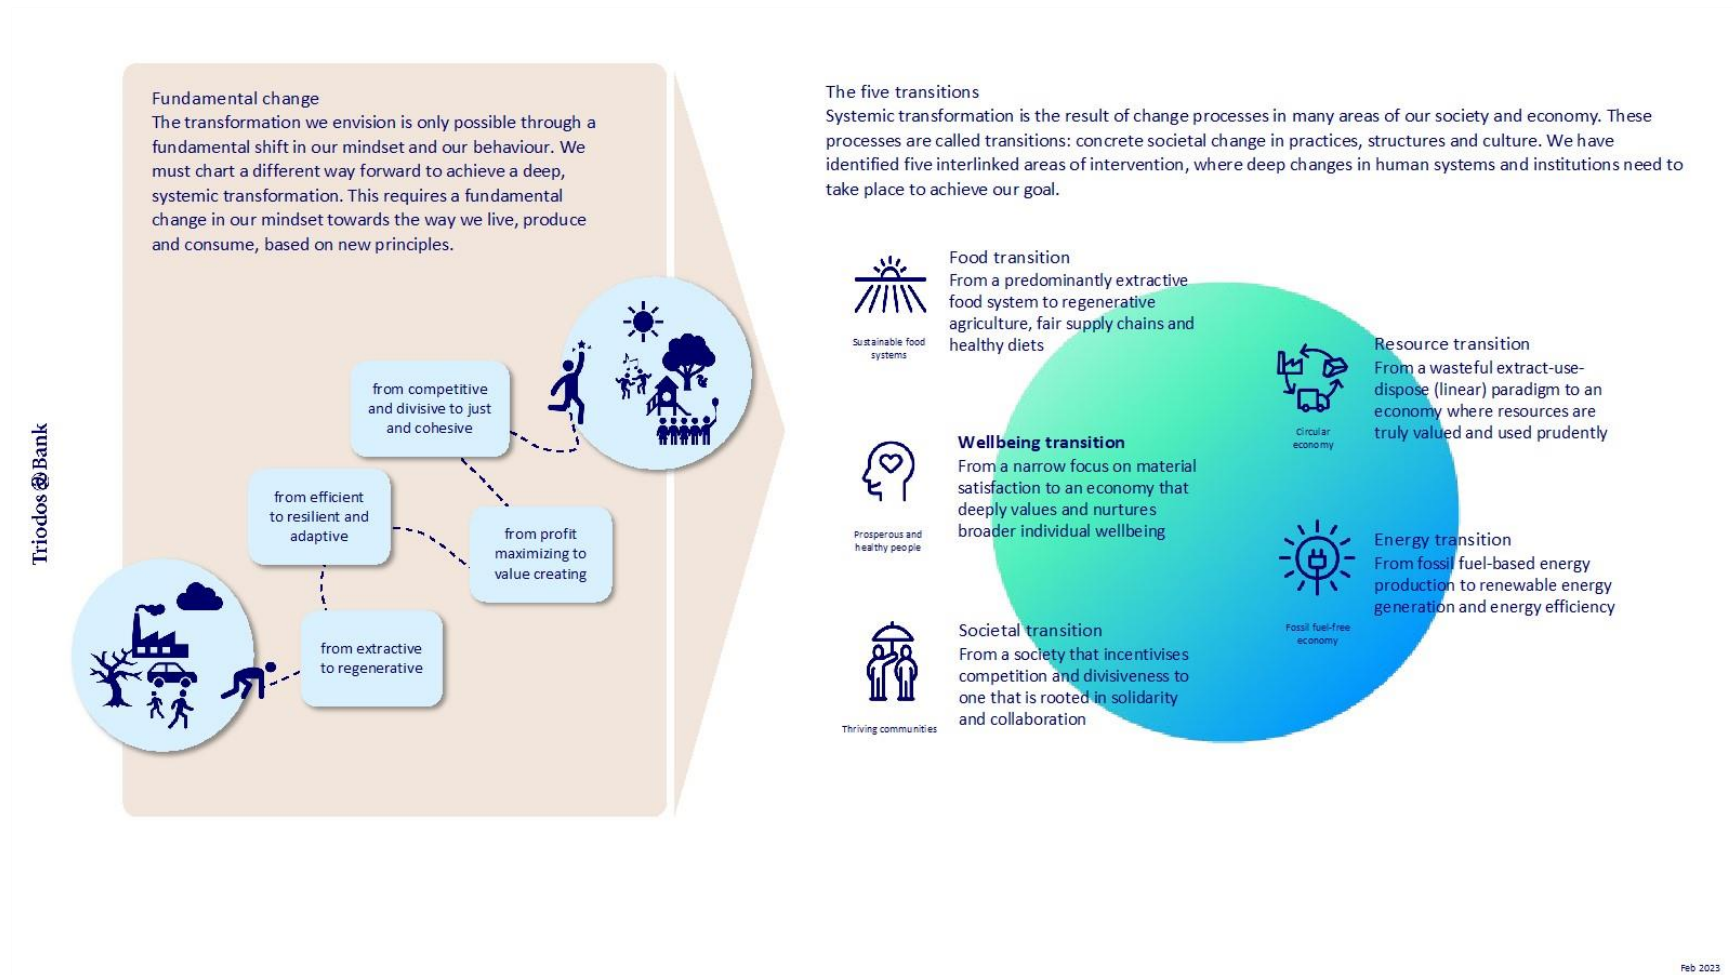 Fundamental change
The transformation we envision is only possible through a
fundamental shift in our mindset and our behaviour. We
must chart a different way forward to achieve a deep,
systemic transformation. This requires a fundamental
change in our mindset towards the way we live, produce
and consume, based on new principles.
from competitive
and divisive to just
and cohesive
from efficient
to resilient and
adaptive
from profit
maximizing to
value creating
from extractive
to regenerative
Triodos Bank
The five transitions
Systemic transformation is the result of change processes in many areas of our society and economy. These
processes are called transitions: concrete societal change in practices, structures and culture. We have
identified five interlinked areas of intervention, where deep changes in human systems and institutions need to
take place to achieve our goal.
Sustainable food
systems
Food transition
From a predominantly extractive
food system to regenerative
agriculture, fair supply chains and
healthy diets
Circular
economy
Resource transition
From a wasteful extract-use-
dispose (linear) paradigm to an
economy where resources are
truly valued and used prudently
Prosperous and
healthy people
Wellbeing transition
From a narrow focus on material
satisfaction to an economy that
deeply values and nurtures
broader individual wellbeing
Fossil fuel-free
economy
Energy transition
From fossil fuel-based energy
production to renewable energy
generation and energy efficiency
Thriving communities
Societal transition
From a society that incentivises
competition and divisiveness to
one that is rooted in solidarity
and collaboration
Feb 2023